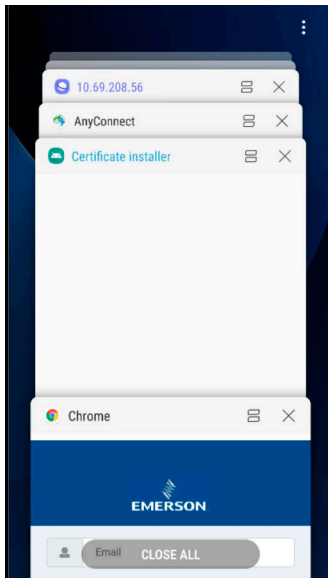 10.69.208.56
AnyConnect
Certificate installer
Chrome
EMERSON
Email
CLOSE ALL